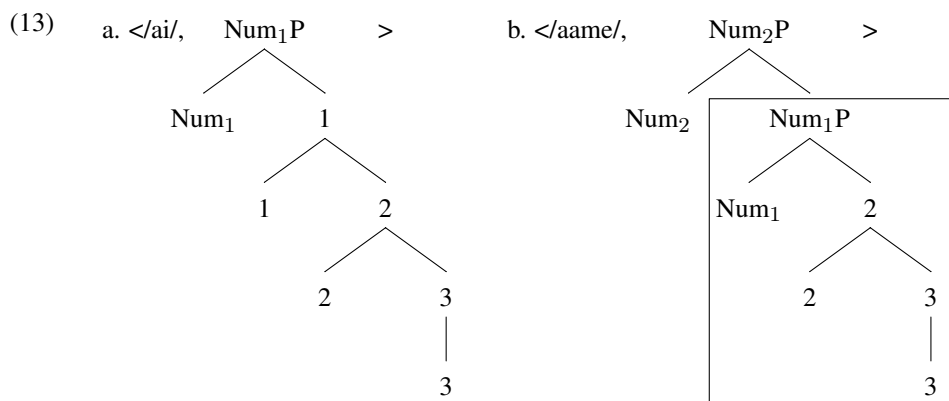 (13) a. </ai/, Num₁P > b. </aame/, Num₂P >
Num₁ 1 Num₂ Num₁P
1 2 Num₁ 2
2 3 2 3
3 3